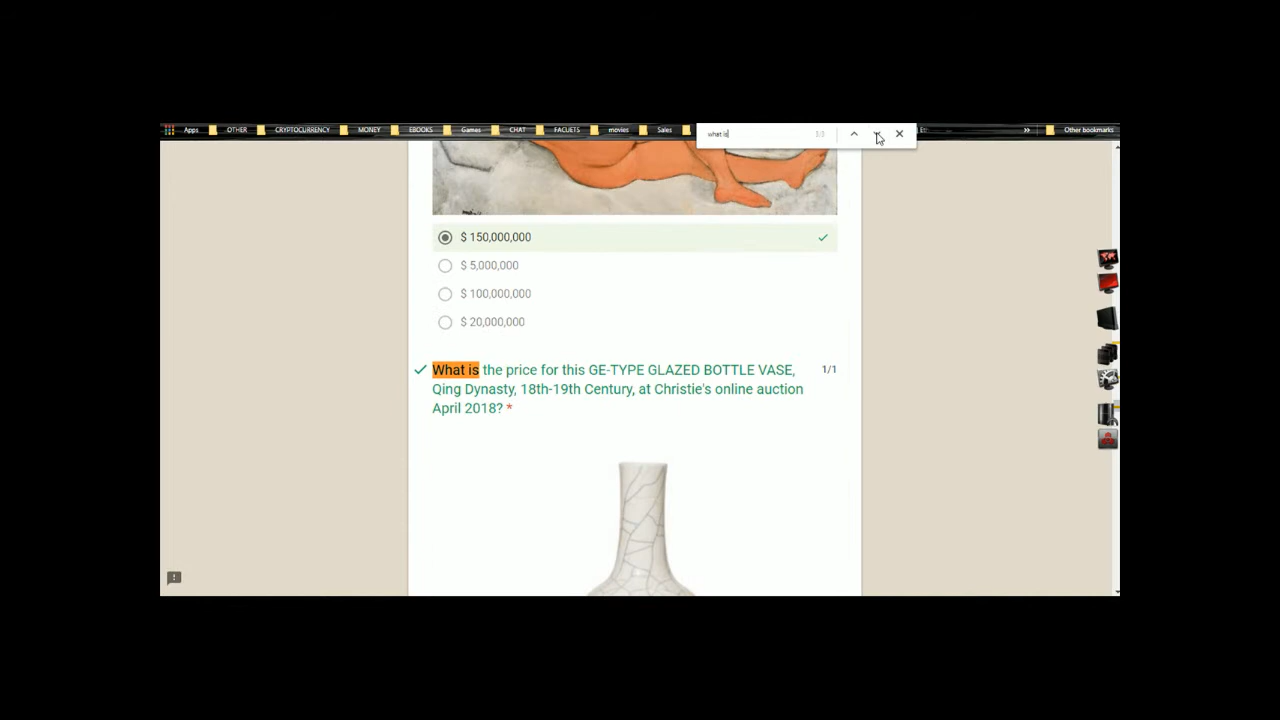 Apps OTHER CRYPTOCURRENCY MONEY EBOOKS Games CHAT FACUETS movies Sales » Other bookmarks
what is
$ 150,000,000
$ 5,000,000
$ 100,000,000
$ 20,000,000
What is the price for this GE-TYPE GLAZED BOTTLE VASE, 1/1
Qing Dynasty, 18th-19th Century, at Christie's online auction
April 2018? *